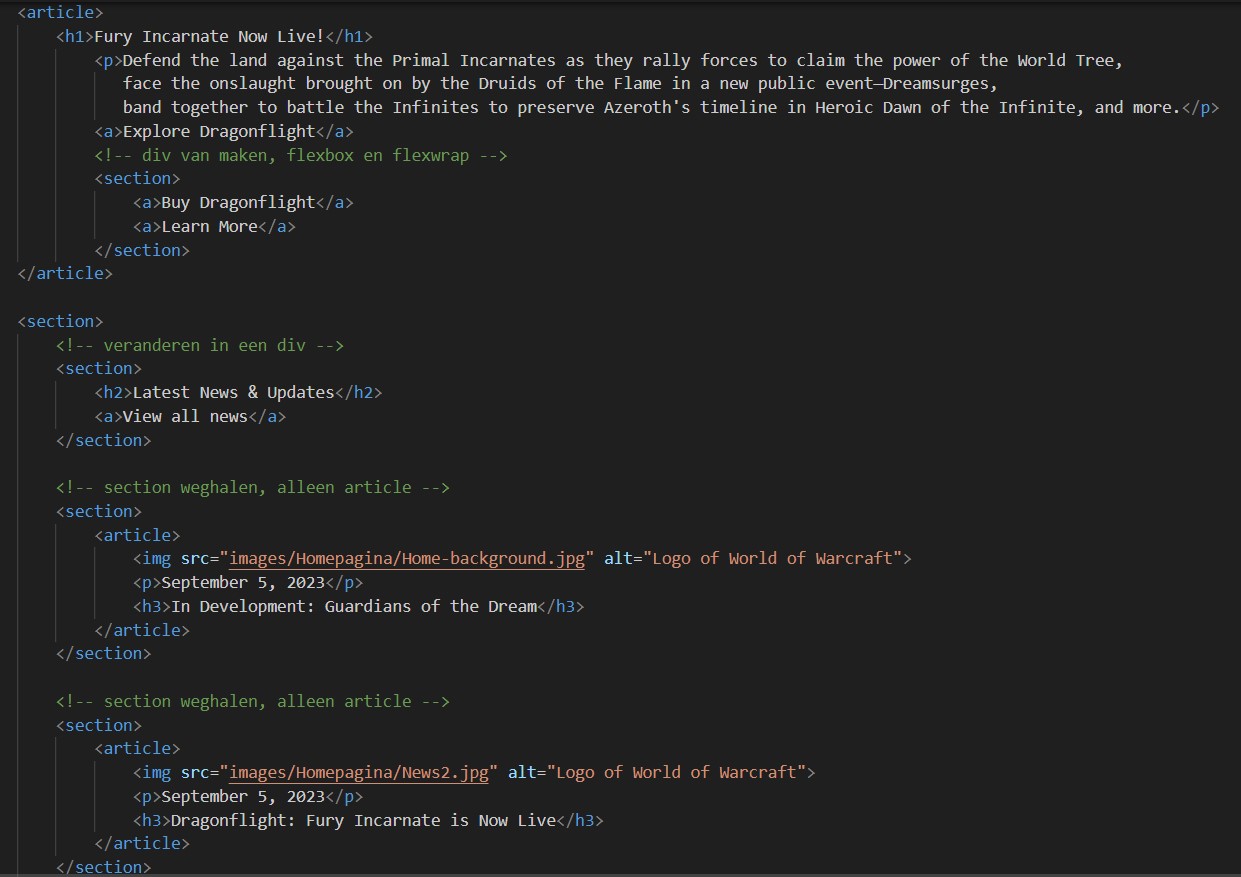 <article>
<h1>Fury Incarnate Now Live!</h1>
<p>Defend the land against the Primal Incarnates as they rally forces to claim the power of the World Tree,
face the onslaught brought on by the Druids of the Flame in a new public event—Dreamsurges,
band together to battle the Infinites to preserve Azeroth's timeline in Heroic Dawn of the Infinite, and more.</p>
<a>Explore Dragonflight</a>
<!-- div van maken, flexbox en flexwrap -->
<section>
<a>Buy Dragonflight</a>
<a>Learn More</a>
</section>
</article>
<section>
<!-- veranderen in een div -->
<section>
<h2>Latest News & Updates</h2>
<a>View all news</a>
</section>
<!-- section weghalen, alleen article -->
<section>
<article>
<img src="images/Homepagina/Home-background.jpg" alt="Logo of World of Warcraft">
<p>September 5, 2023</p>
<h3>In Development: Guardians of the Dream</h3>
</article>
</section>
<!-- section weghalen, alleen article -->
<section>
<article>
<img src="images/Homepagina/News2.jpg" alt="Logo of World of Warcraft">
<p>September 5, 2023</p>
<h3>Dragonflight: Fury Incarnate is Now Live</h3>
</article>
</section>